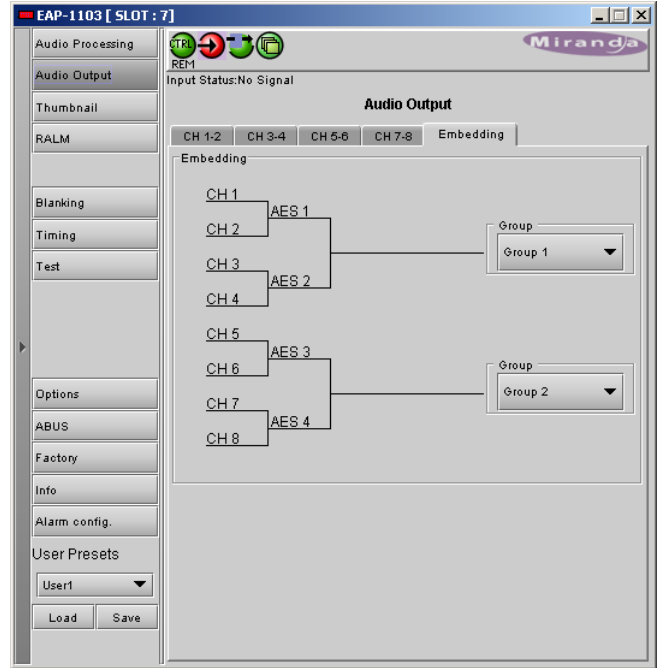 EAP-1103 [ SLOT : 7]
Audio Processing
Audio Output
Thumbnail
RALM
Blanking
Timing
Test
Options
ABUS
Factory
Info
Alarm config.
User Presets
User1
Load
Save
CTRL
REM
Miranda
Input Status:No Signal
Audio Output
CH 1-2
CH 3-4
CH 5-6
CH 7-8
Embedding
Embedding
CH 1
AES 1
CH 2
CH 3
AES 2
CH 4
Group
Group 1
CH 5
AES 3
CH 6
CH 7
AES 4
CH 8
Group
Group 2